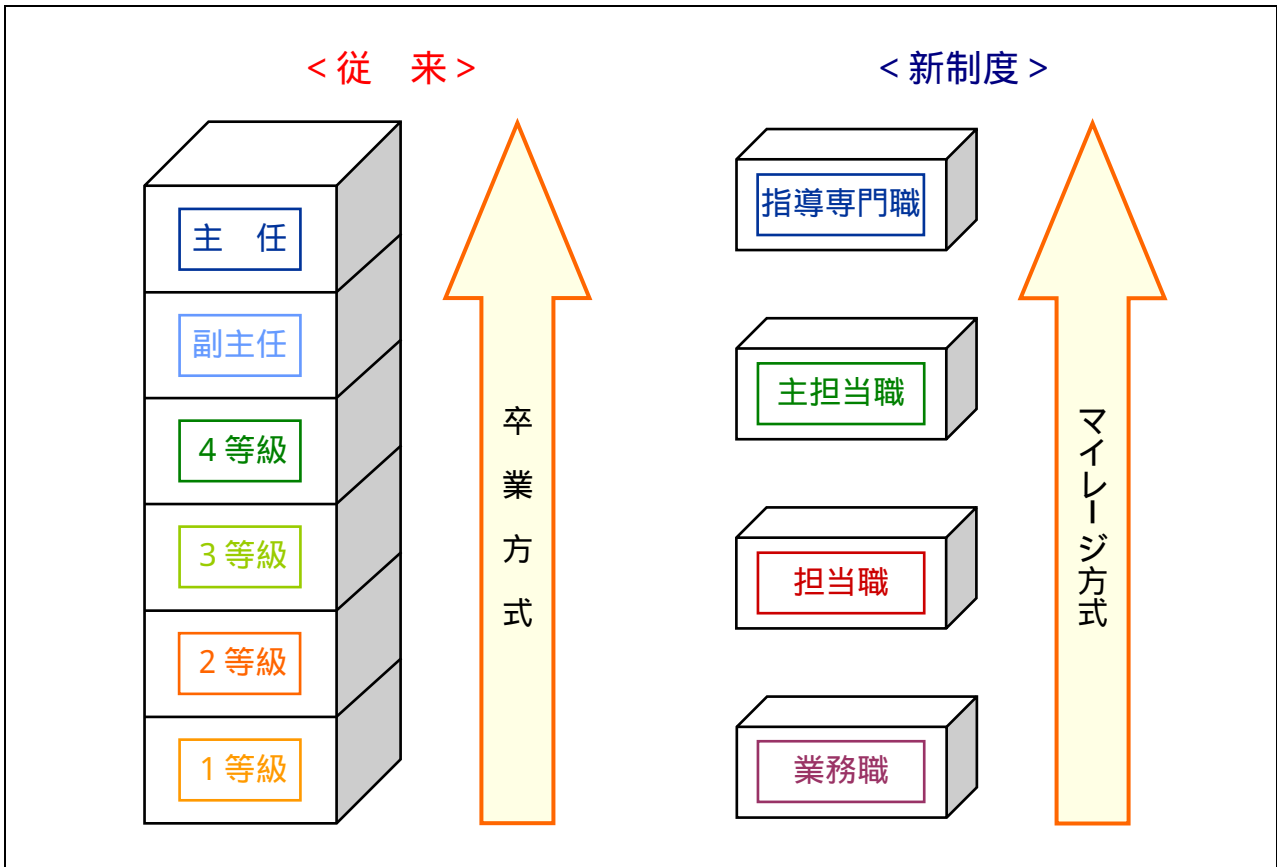 ＜従　来＞
主　任
副主任
4 等級
3 等級
2 等級
1 等級
卒業方式
＜新制度＞
指導専門職
主担当職
担当職
業務職
マイレージ方式